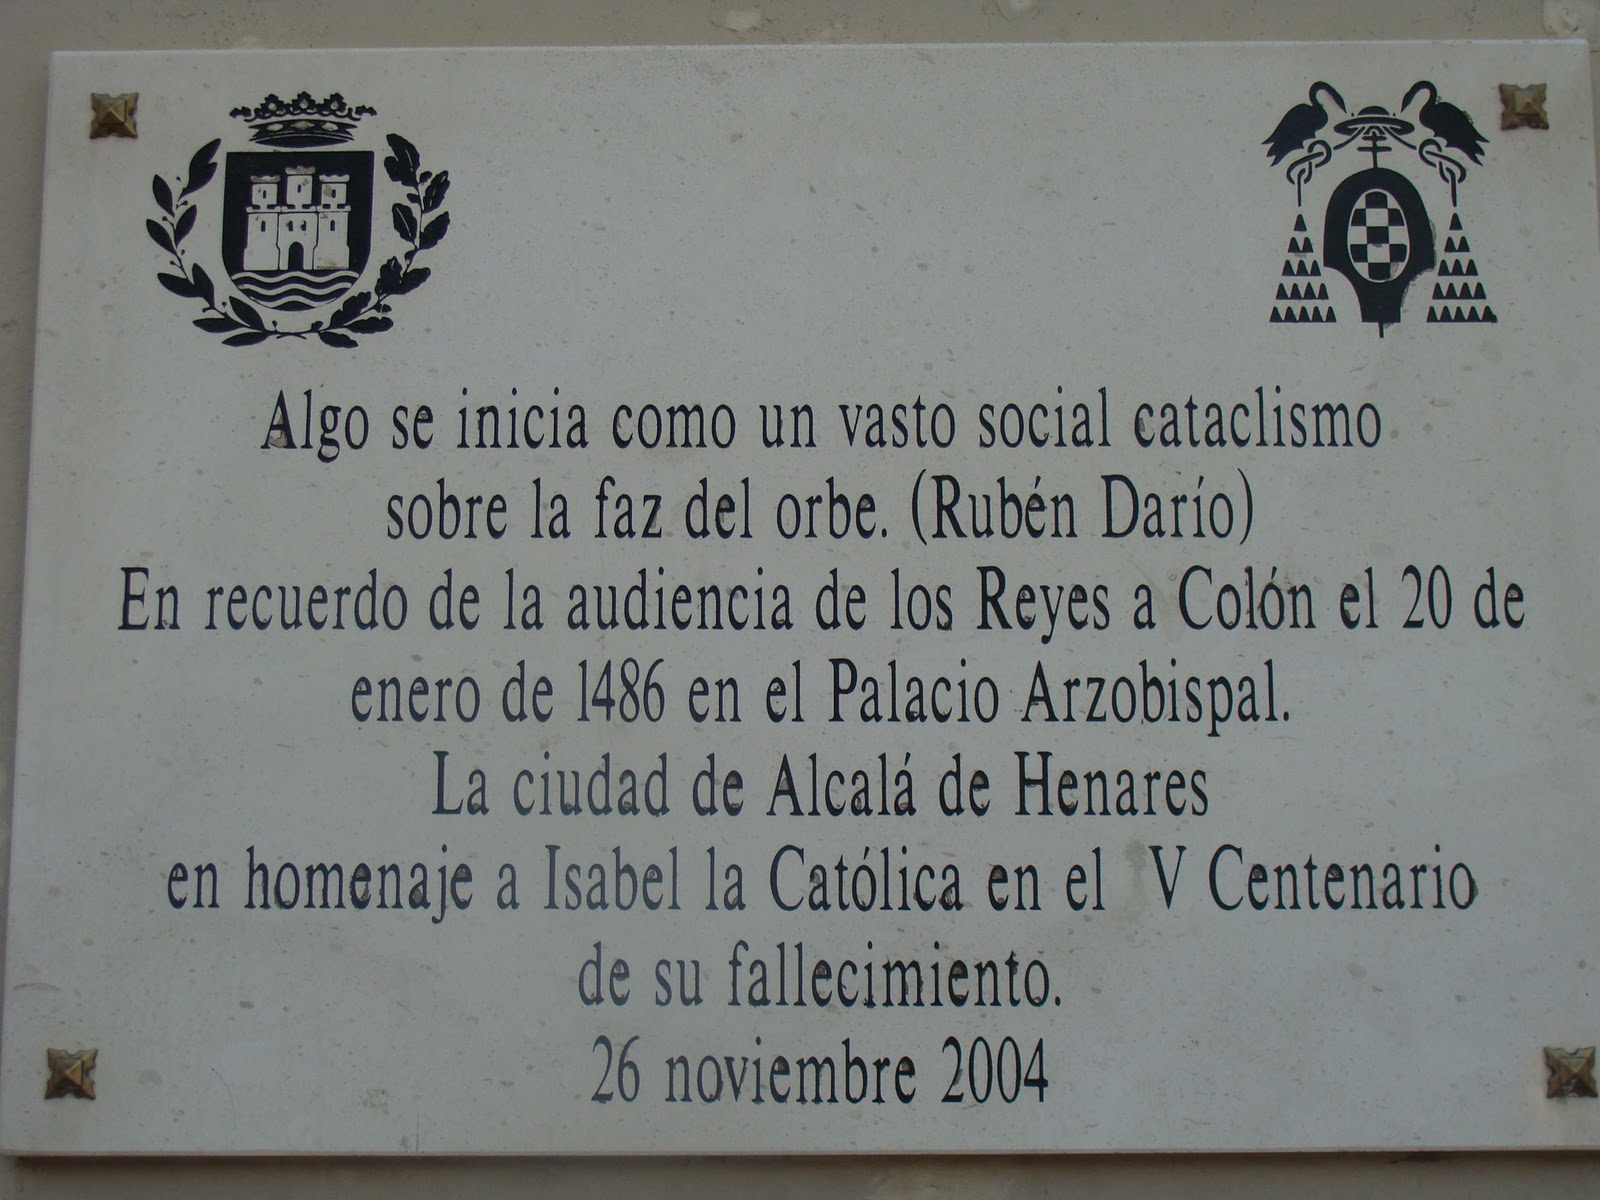 Algo se inicia como un vasto social cataclismo
sobre la faz del orbe. (Rubén Darío)
En recuerdo de la audiencia de los Reyes a Colón el 20 de
enero de 1486 en el Palacio Arzobispal.
La ciudad de Alcalá de Henares
en homenaje a Isabel la Católica en el V Centenario
de su fallecimiento.
26 noviembre 2004